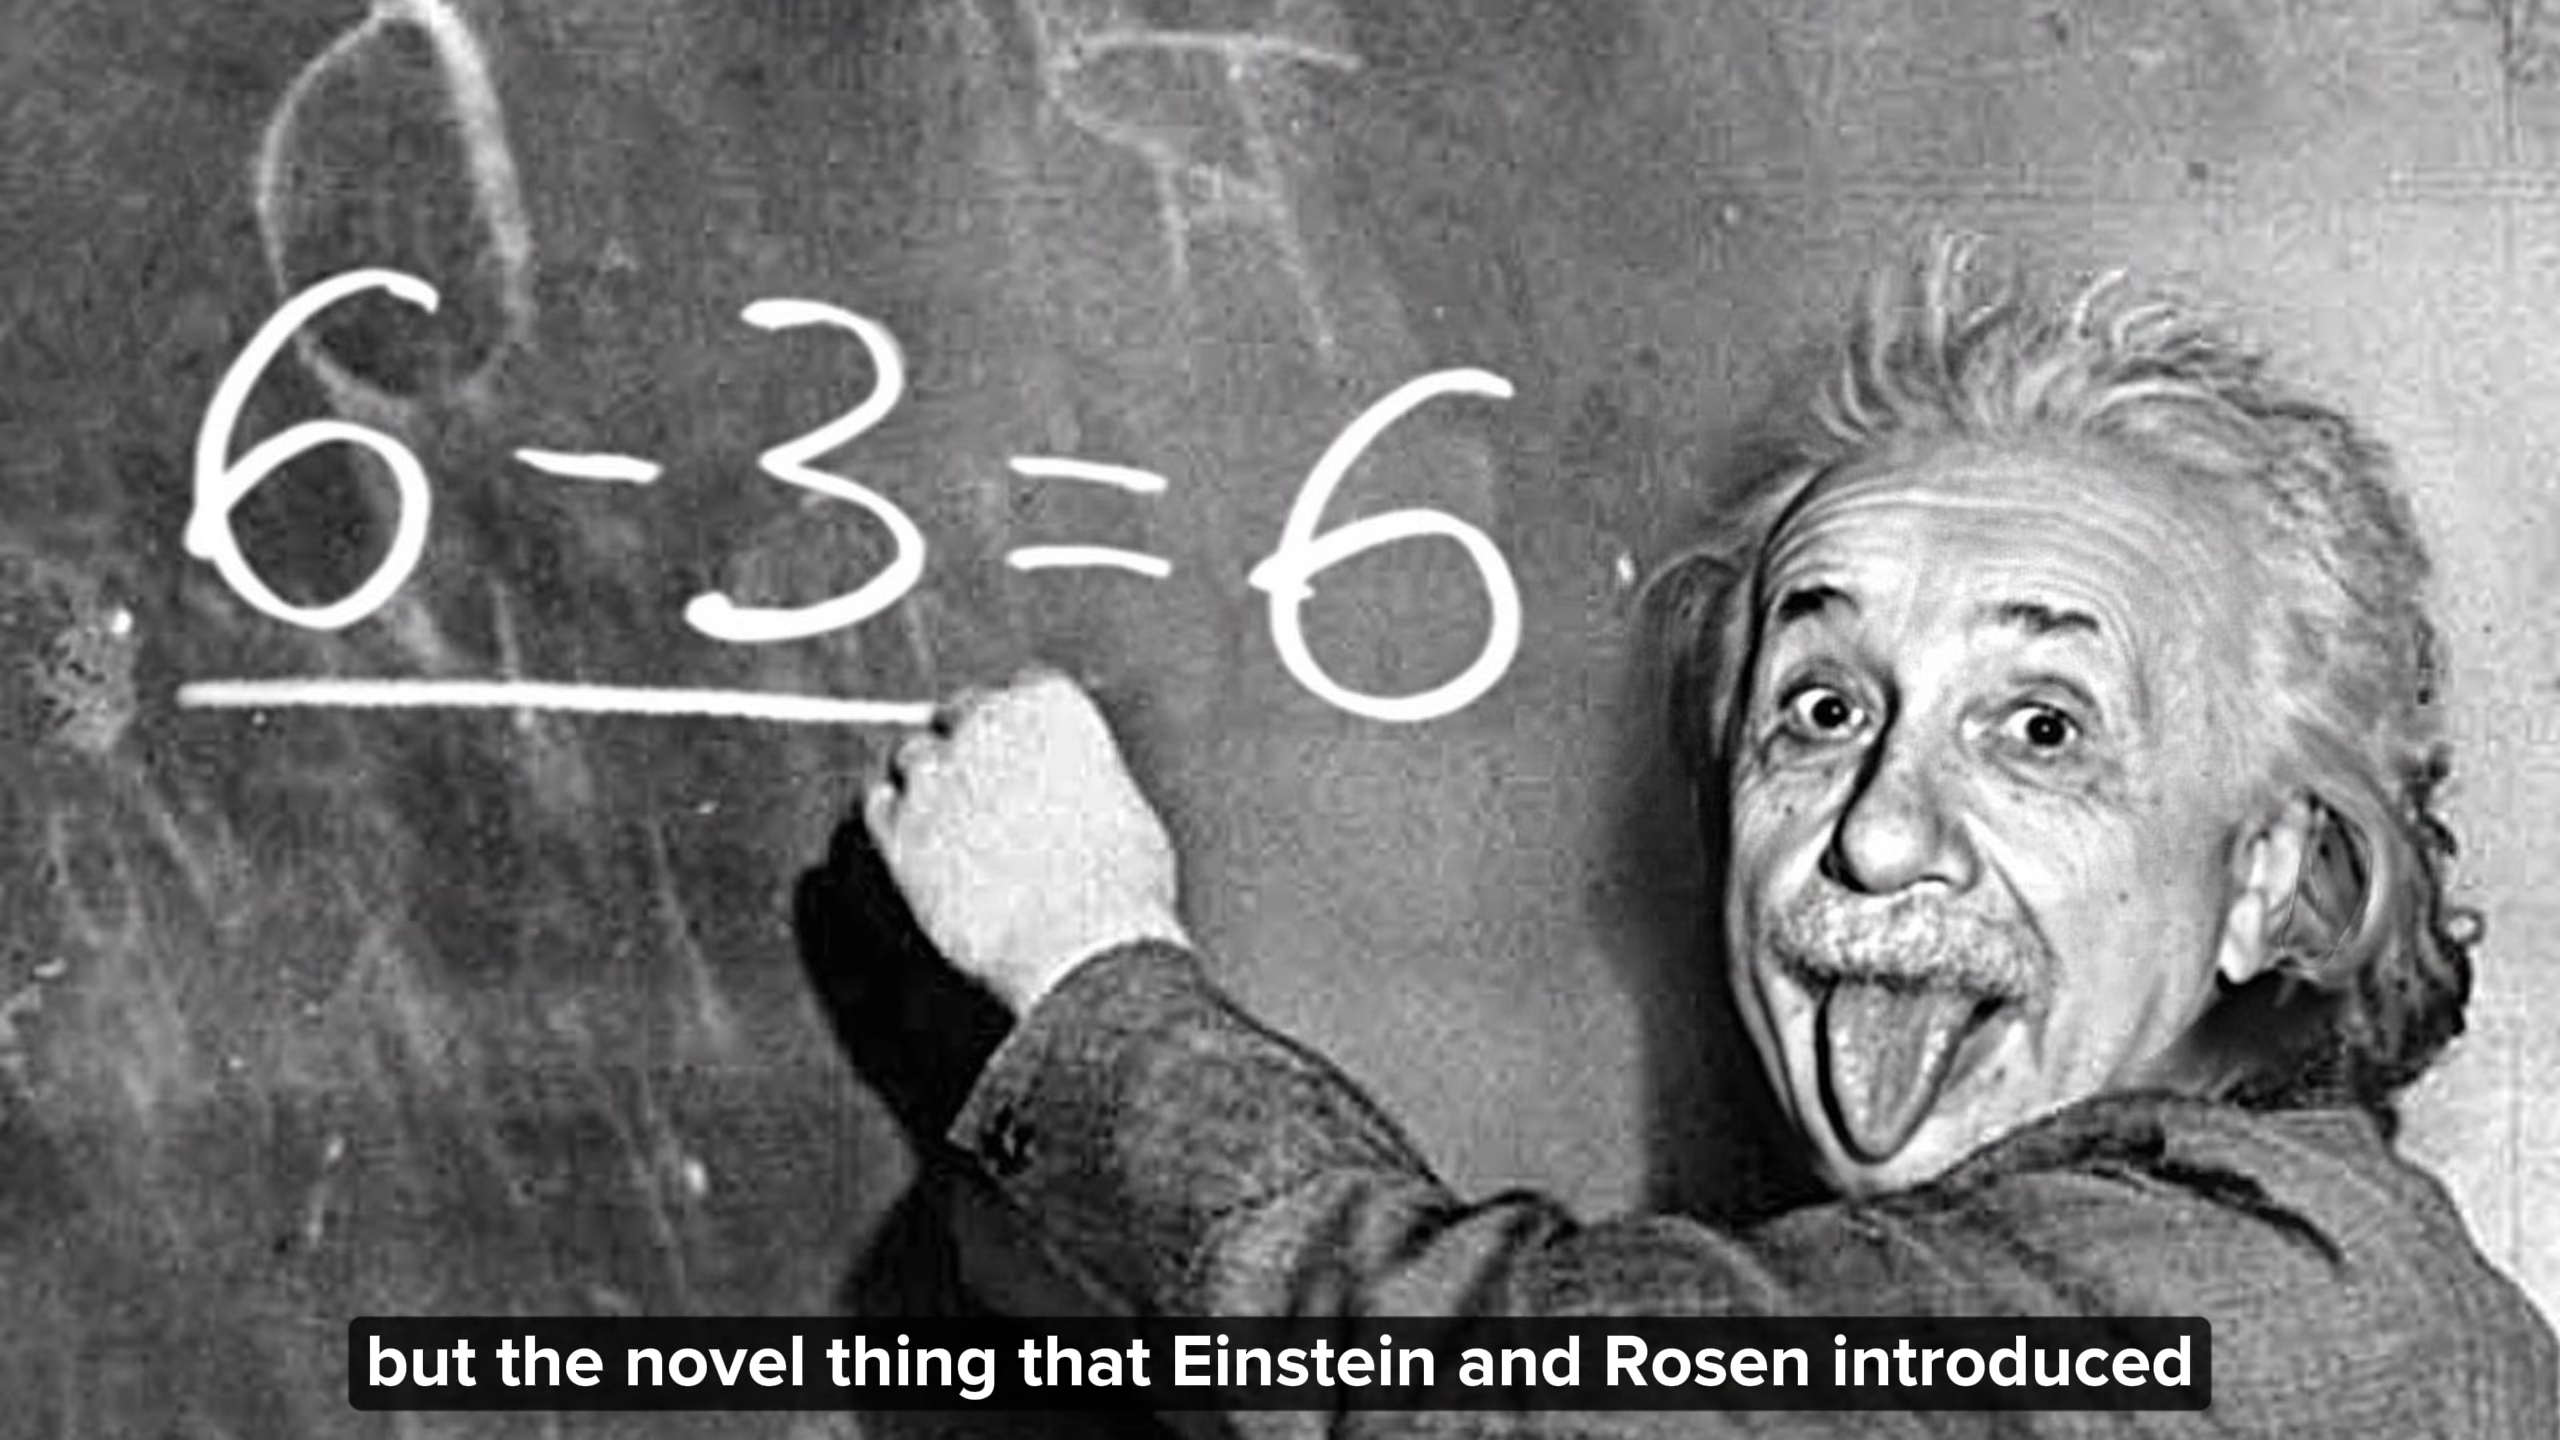 6-3=6
but the novel thing that Einstein and Rosen introduced